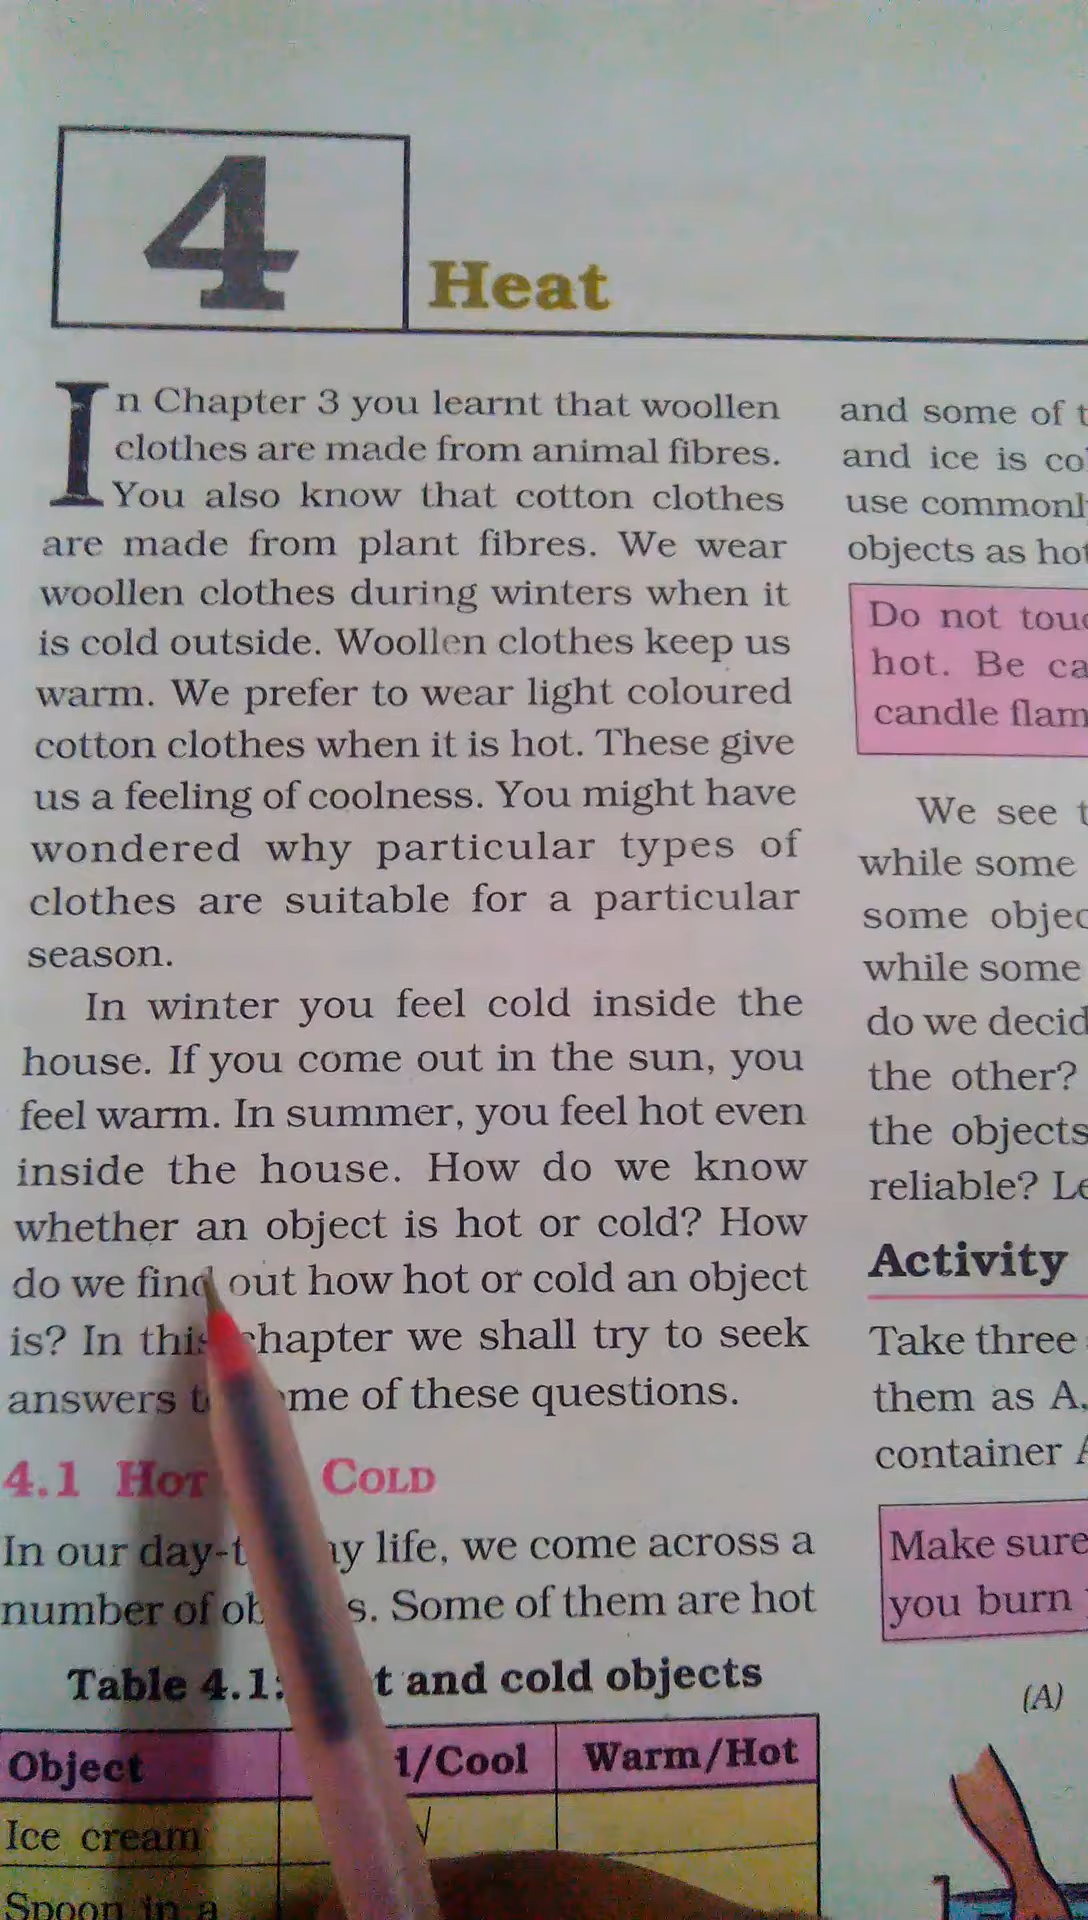 4
Heat
In Chapter 3 you learnt that woollen
clothes are made from animal fibres.
You also know that cotton clothes
are made from plant fibres. We wear
woollen clothes during winters when it
is cold outside. Woollen clothes keep us
warm. We prefer to wear light coloured
cotton clothes when it is hot. These give
us a feeling of coolness. You might have
wondered why particular types of
clothes are suitable for a particular
season.
In winter you feel cold inside the
house. If you come out in the sun, you
feel warm. In summer, you feel hot even
inside the house. How do we know
whether an object is hot or cold? How
do we find out how hot or cold an object
is? In this chapter we shall try to seek
answers of these questions.
4.1 HOT COLD
In our life, we come across a
number of Some of them are hot
Table 4.1: and cold objects
Object /Cool Warm/Hot
Ice cream √
Spoon in a
and some of
and ice is
use
objects as
Do not
hot. Be
candle
We see
while some
some
while some
do we
the other?
the objects
reliable?
Activity
Take three
them as A,
container
Make sure
you burn
(A)